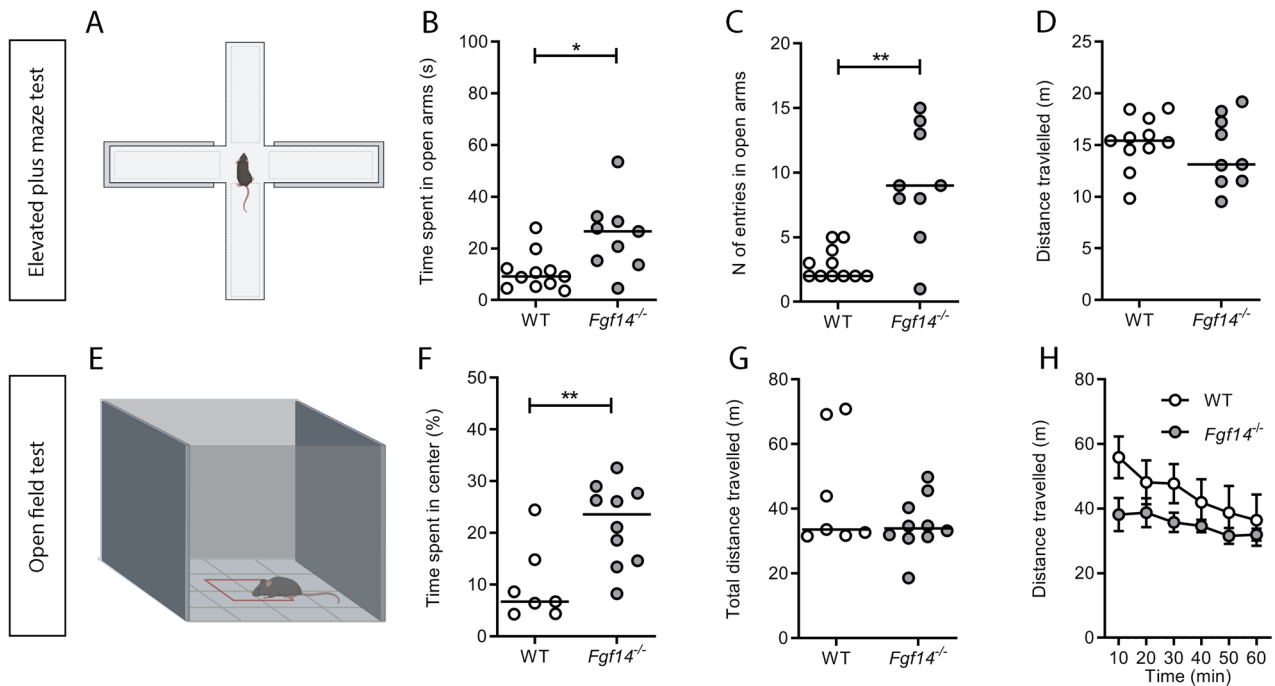 Elevated plus maze test
A
B
Time spent in open arms (s)
100
80
60
40
20
0
*
WT
Fgf14-/-
C
N of entries in open arms
20
15
10
5
0
**
WT
Fgf14-/-
D
Distance travlelled (m)
25
20
15
10
5
0
WT
Fgf14-/-
Open field test
E
F
Time spent in center (%)
50
40
30
20
10
0
**
WT
Fgf14-/-
G
Total distance travelled (m)
80
60
40
20
0
WT
Fgf14-/-
H
Distance travelled (m)
80
60
40
20
0
WT
Fgf14-/-
10 20 30 40 50 60
Time (min)